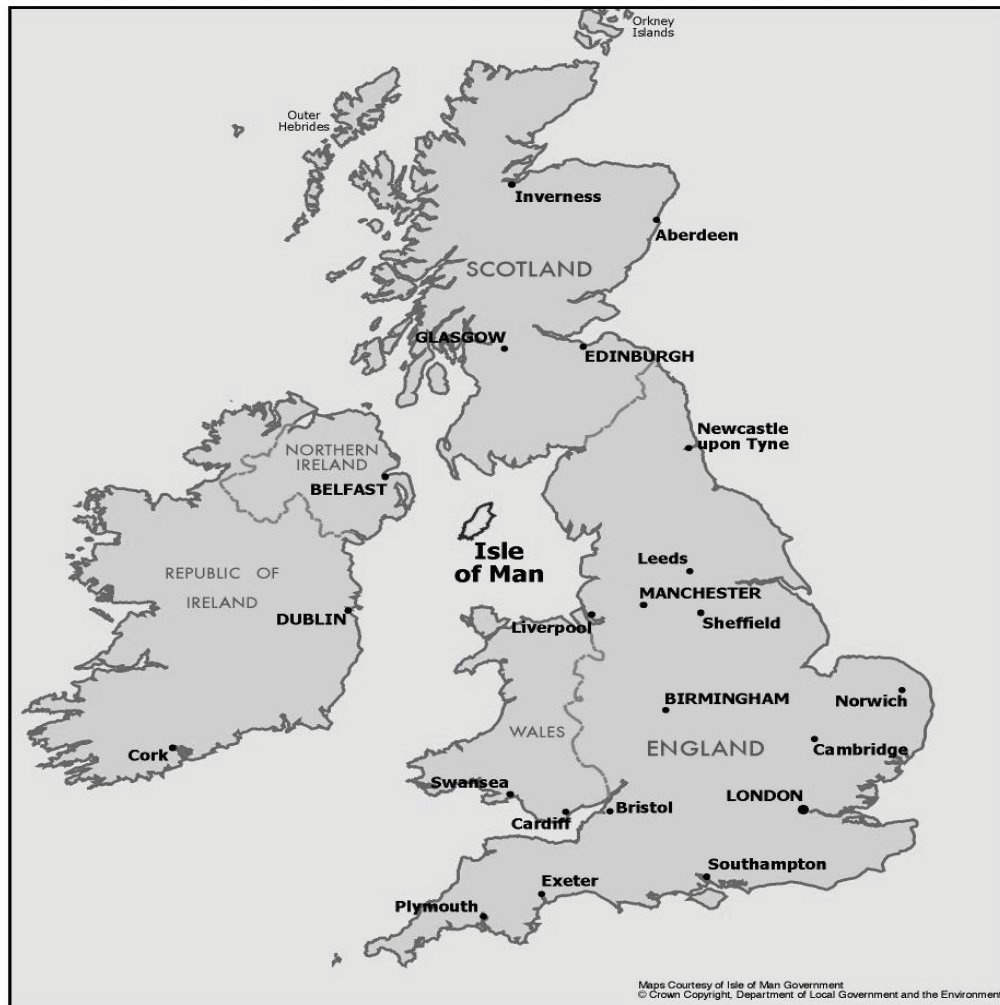 Orkney
Islands
Outer
Hebrides
Inverness
Aberdeen
SCOTLAND
GLASGOW
EDINBURGH
Newcastle
upon Tyne
NORTHERN
IRELAND
BELFAST
Isle
of Man
Leeds
REPUBLIC OF
IRELAND
MANCHESTER
DUBLIN
Liverpool
Sheffield
BIRMINGHAM
Norwich
WALES
ENGLAND
Cambridge
Cork
Swansea
LONDON
Bristol
Cardiff
Southampton
Exeter
Plymouth
Maps Courtesy of Isle of Man Government
© Crown Copyright, Department of Local Government and the Environment